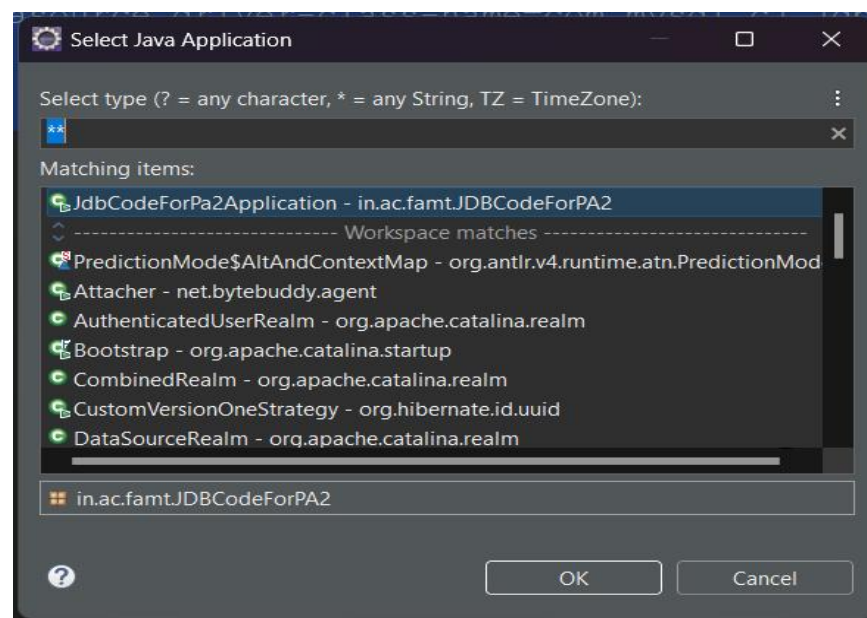 Select Java Application
Select type (? = any character, * = any String, TZ = TimeZone):
**
Matching items:
JdbCodeForPa2Application - in.ac.famt.JDBCodeForPA2
---------------------------- Workspace matches ----------------------------
PredictionMode$AltAndContextMap - org.antlr.v4.runtime.atn.PredictionMod
Attacher - net.bytebuddy.agent
AuthenticatedUserRealm - org.apache.catalina.realm
Bootstrap - org.apache.catalina.startup
CombinedRealm - org.apache.catalina.realm
CustomVersionOneStrategy - org.hibernate.id.uuid
DataSourceRealm - org.apache.catalina.realm
in.ac.famt.JDBCodeForPA2
OK Cancel